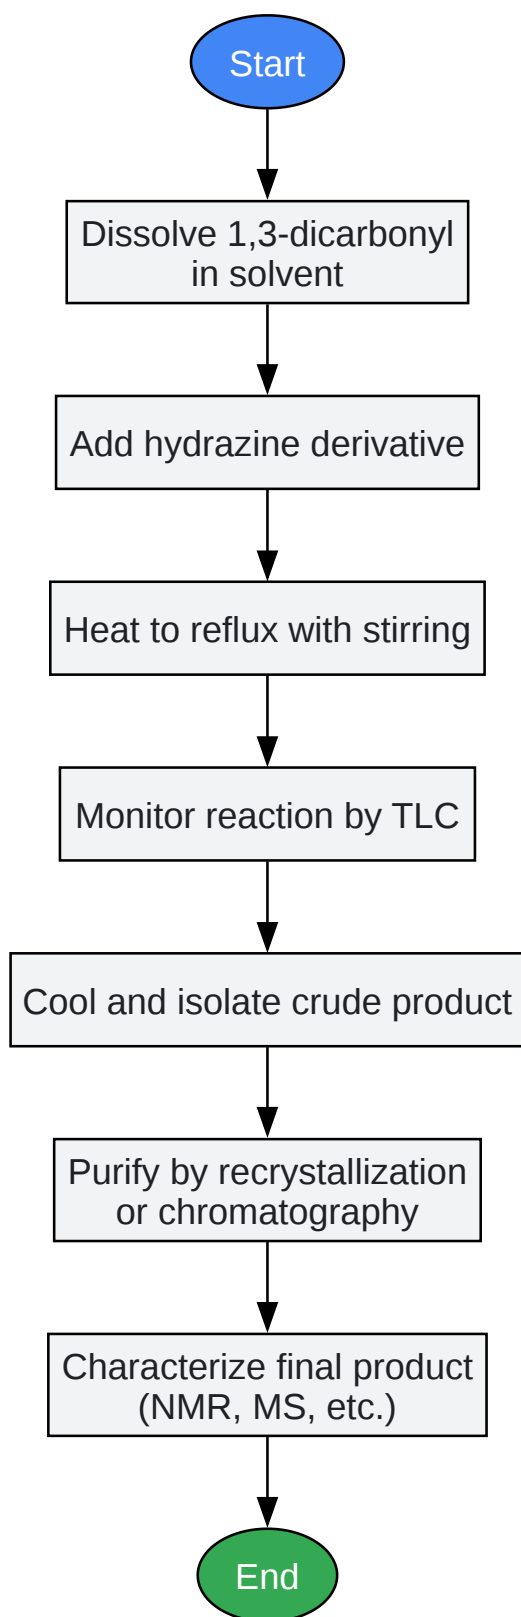 Start
Dissolve 1,3-dicarbonyl
in solvent
Add hydrazine derivative
Heat to reflux with stirring
Monitor reaction by TLC
Cool and isolate crude product
Purify by recrystallization
or chromatography
Characterize final product
(NMR, MS, etc.)
End